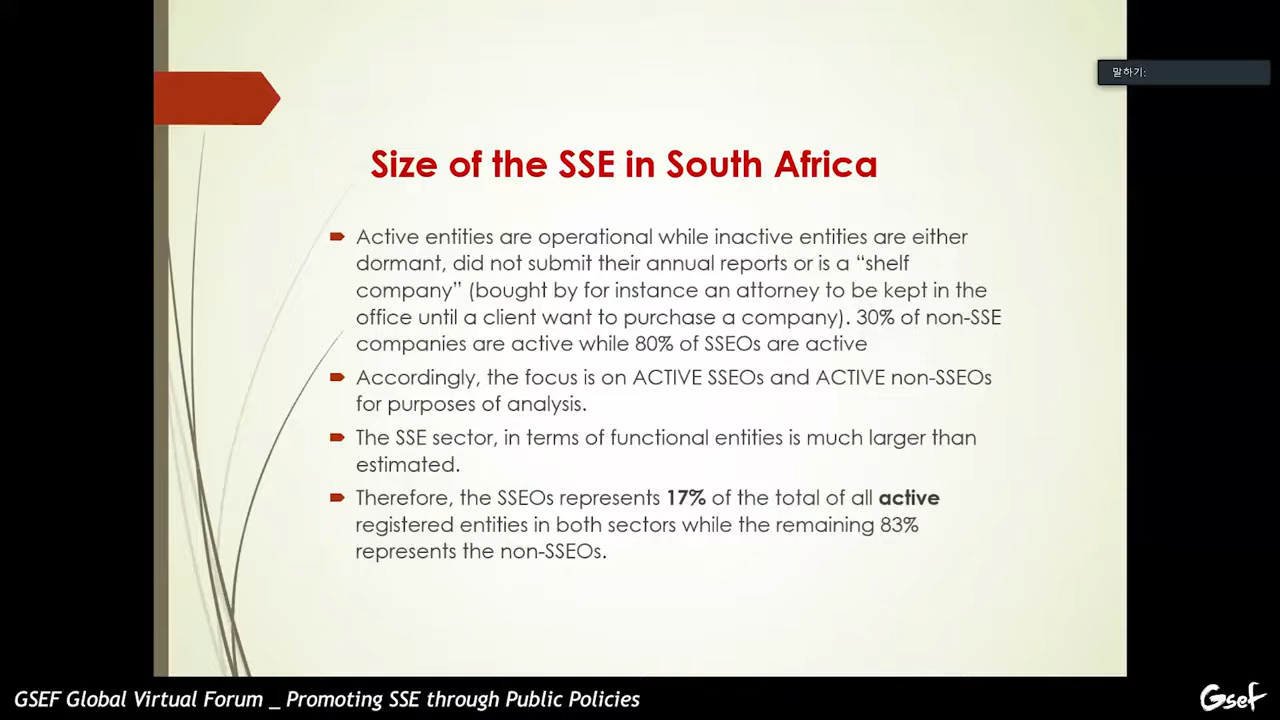 말하기:
Size of the SSE in South Africa
Active entities are operational while inactive entities are either
dormant, did not submit their annual reports or is a “shelf
company” (bought by for instance an attorney to be kept in the
office until a client want to purchase a company). 30% of non-SSE
companies are active while 80% of SSEOs are active
Accordingly, the focus is on ACTIVE SSEOs and ACTIVE non-SSEOs
for purposes of analysis.
The SSE sector, in terms of functional entities is much larger than
estimated.
Therefore, the SSEOs represents 17% of the total of all active
registered entities in both sectors while the remaining 83%
represents the non-SSEOs.
GSEF Global Virtual Forum _ Promoting SSE through Public Policies
Gsef